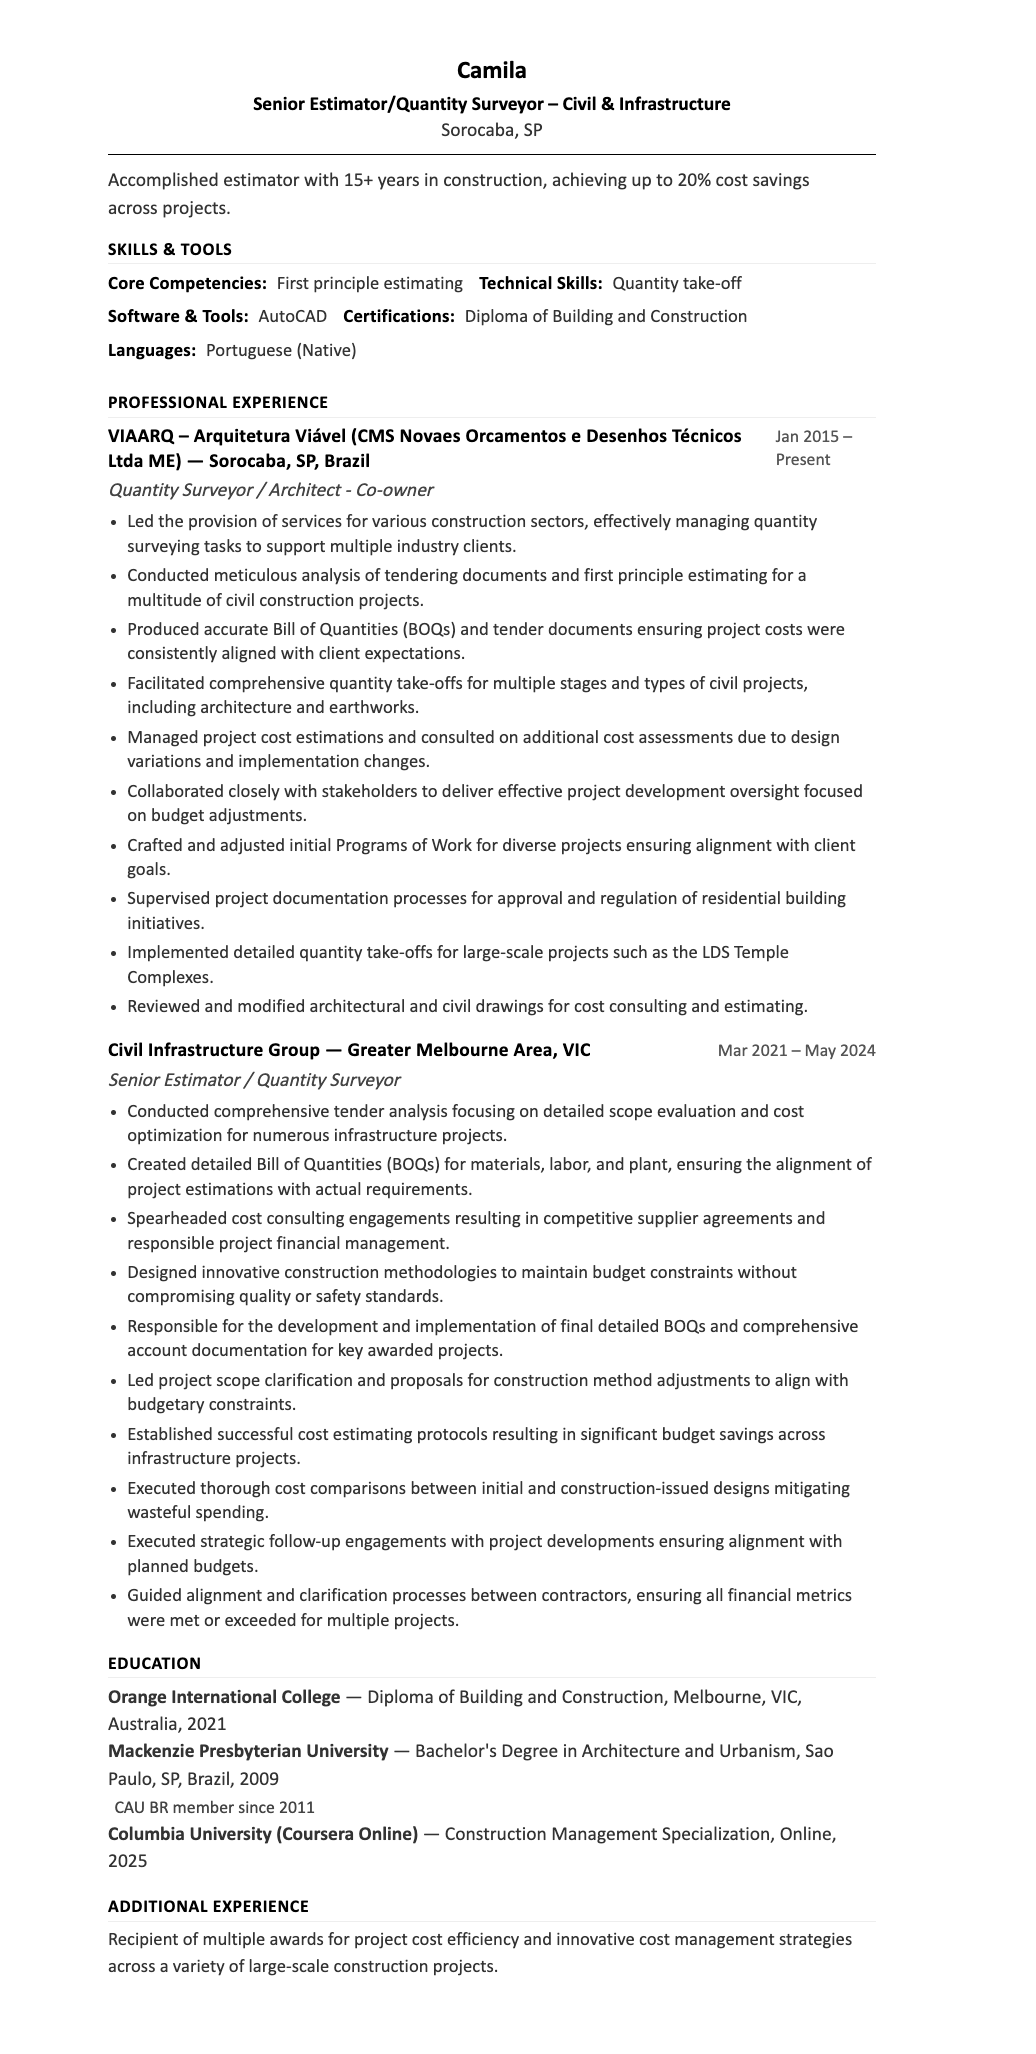 Camila
Senior Estimator/Quantity Surveyor – Civil & Infrastructure
Sorocaba, SP
Accomplished estimator with 15+ years in construction, achieving up to 20% cost savings
across projects.
SKILLS & TOOLS
Core Competencies: First principle estimating Technical Skills: Quantity take-off
Software & Tools: AutoCAD Certifications: Diploma of Building and Construction
Languages: Portuguese (Native)
PROFESSIONAL EXPERIENCE
VIAARQ – Arquitetura Viável (CMS Novaes Orcamentos e Desenhos Técnicos
Ltda ME) — Sorocaba, SP, Brazil
Jan 2015 –
Present
Quantity Surveyor / Architect - Co-owner
• Led the provision of services for various construction sectors, effectively managing quantity
surveying tasks to support multiple industry clients.
• Conducted meticulous analysis of tendering documents and first principle estimating for a
multitude of civil construction projects.
• Produced accurate Bill of Quantities (BOQs) and tender documents ensuring project costs were
consistently aligned with client expectations.
• Facilitated comprehensive quantity take-offs for multiple stages and types of civil projects,
including architecture and earthworks.
• Managed project cost estimations and consulted on additional cost assessments due to design
variations and implementation changes.
• Collaborated closely with stakeholders to deliver effective project development oversight focused
on budget adjustments.
• Crafted and adjusted initial Programs of Work for diverse projects ensuring alignment with client
goals.
• Supervised project documentation processes for approval and regulation of residential building
initiatives.
• Implemented detailed quantity take-offs for large-scale projects such as the LDS Temple
Complexes.
• Reviewed and modified architectural and civil drawings for cost consulting and estimating.
Civil Infrastructure Group — Greater Melbourne Area, VIC Mar 2021 – May 2024
Senior Estimator / Quantity Surveyor
• Conducted comprehensive tender analysis focusing on detailed scope evaluation and cost
optimization for numerous infrastructure projects.
• Created detailed Bill of Quantities (BOQs) for materials, labor, and plant, ensuring the alignment of
project estimations with actual requirements.
• Spearheaded cost consulting engagements resulting in competitive supplier agreements and
responsible project financial management.
• Designed innovative construction methodologies to maintain budget constraints without
compromising quality or safety standards.
• Responsible for the development and implementation of final detailed BOQs and comprehensive
account documentation for key awarded projects.
• Led project scope clarification and proposals for construction method adjustments to align with
budgetary constraints.
• Established successful cost estimating protocols resulting in significant budget savings across
infrastructure projects.
• Executed thorough cost comparisons between initial and construction-issued designs mitigating
wasteful spending.
• Executed strategic follow-up engagements with project developments ensuring alignment with
planned budgets.
• Guided alignment and clarification processes between contractors, ensuring all financial metrics
were met or exceeded for multiple projects.
EDUCATION
Orange International College — Diploma of Building and Construction, Melbourne, VIC,
Australia, 2021
Mackenzie Presbyterian University — Bachelor's Degree in Architecture and Urbanism, Sao
Paulo, SP, Brazil, 2009
CAU BR member since 2011
Columbia University (Coursera Online) — Construction Management Specialization, Online,
2025
ADDITIONAL EXPERIENCE
Recipient of multiple awards for project cost efficiency and innovative cost management strategies
across a variety of large-scale construction projects.